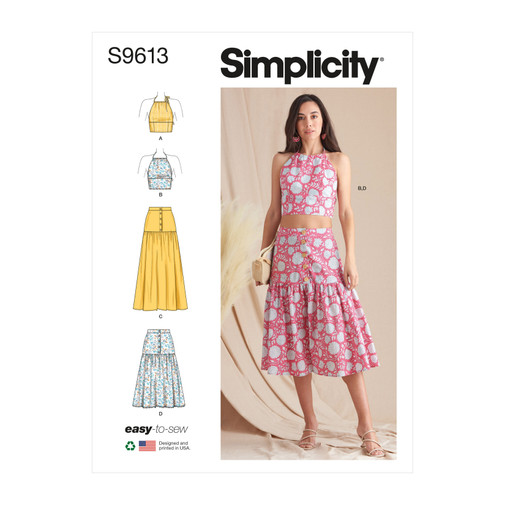 S9613
Simplicity®
A
B
C
D
B,D
easy-to-sew
Designed and
printed in USA.